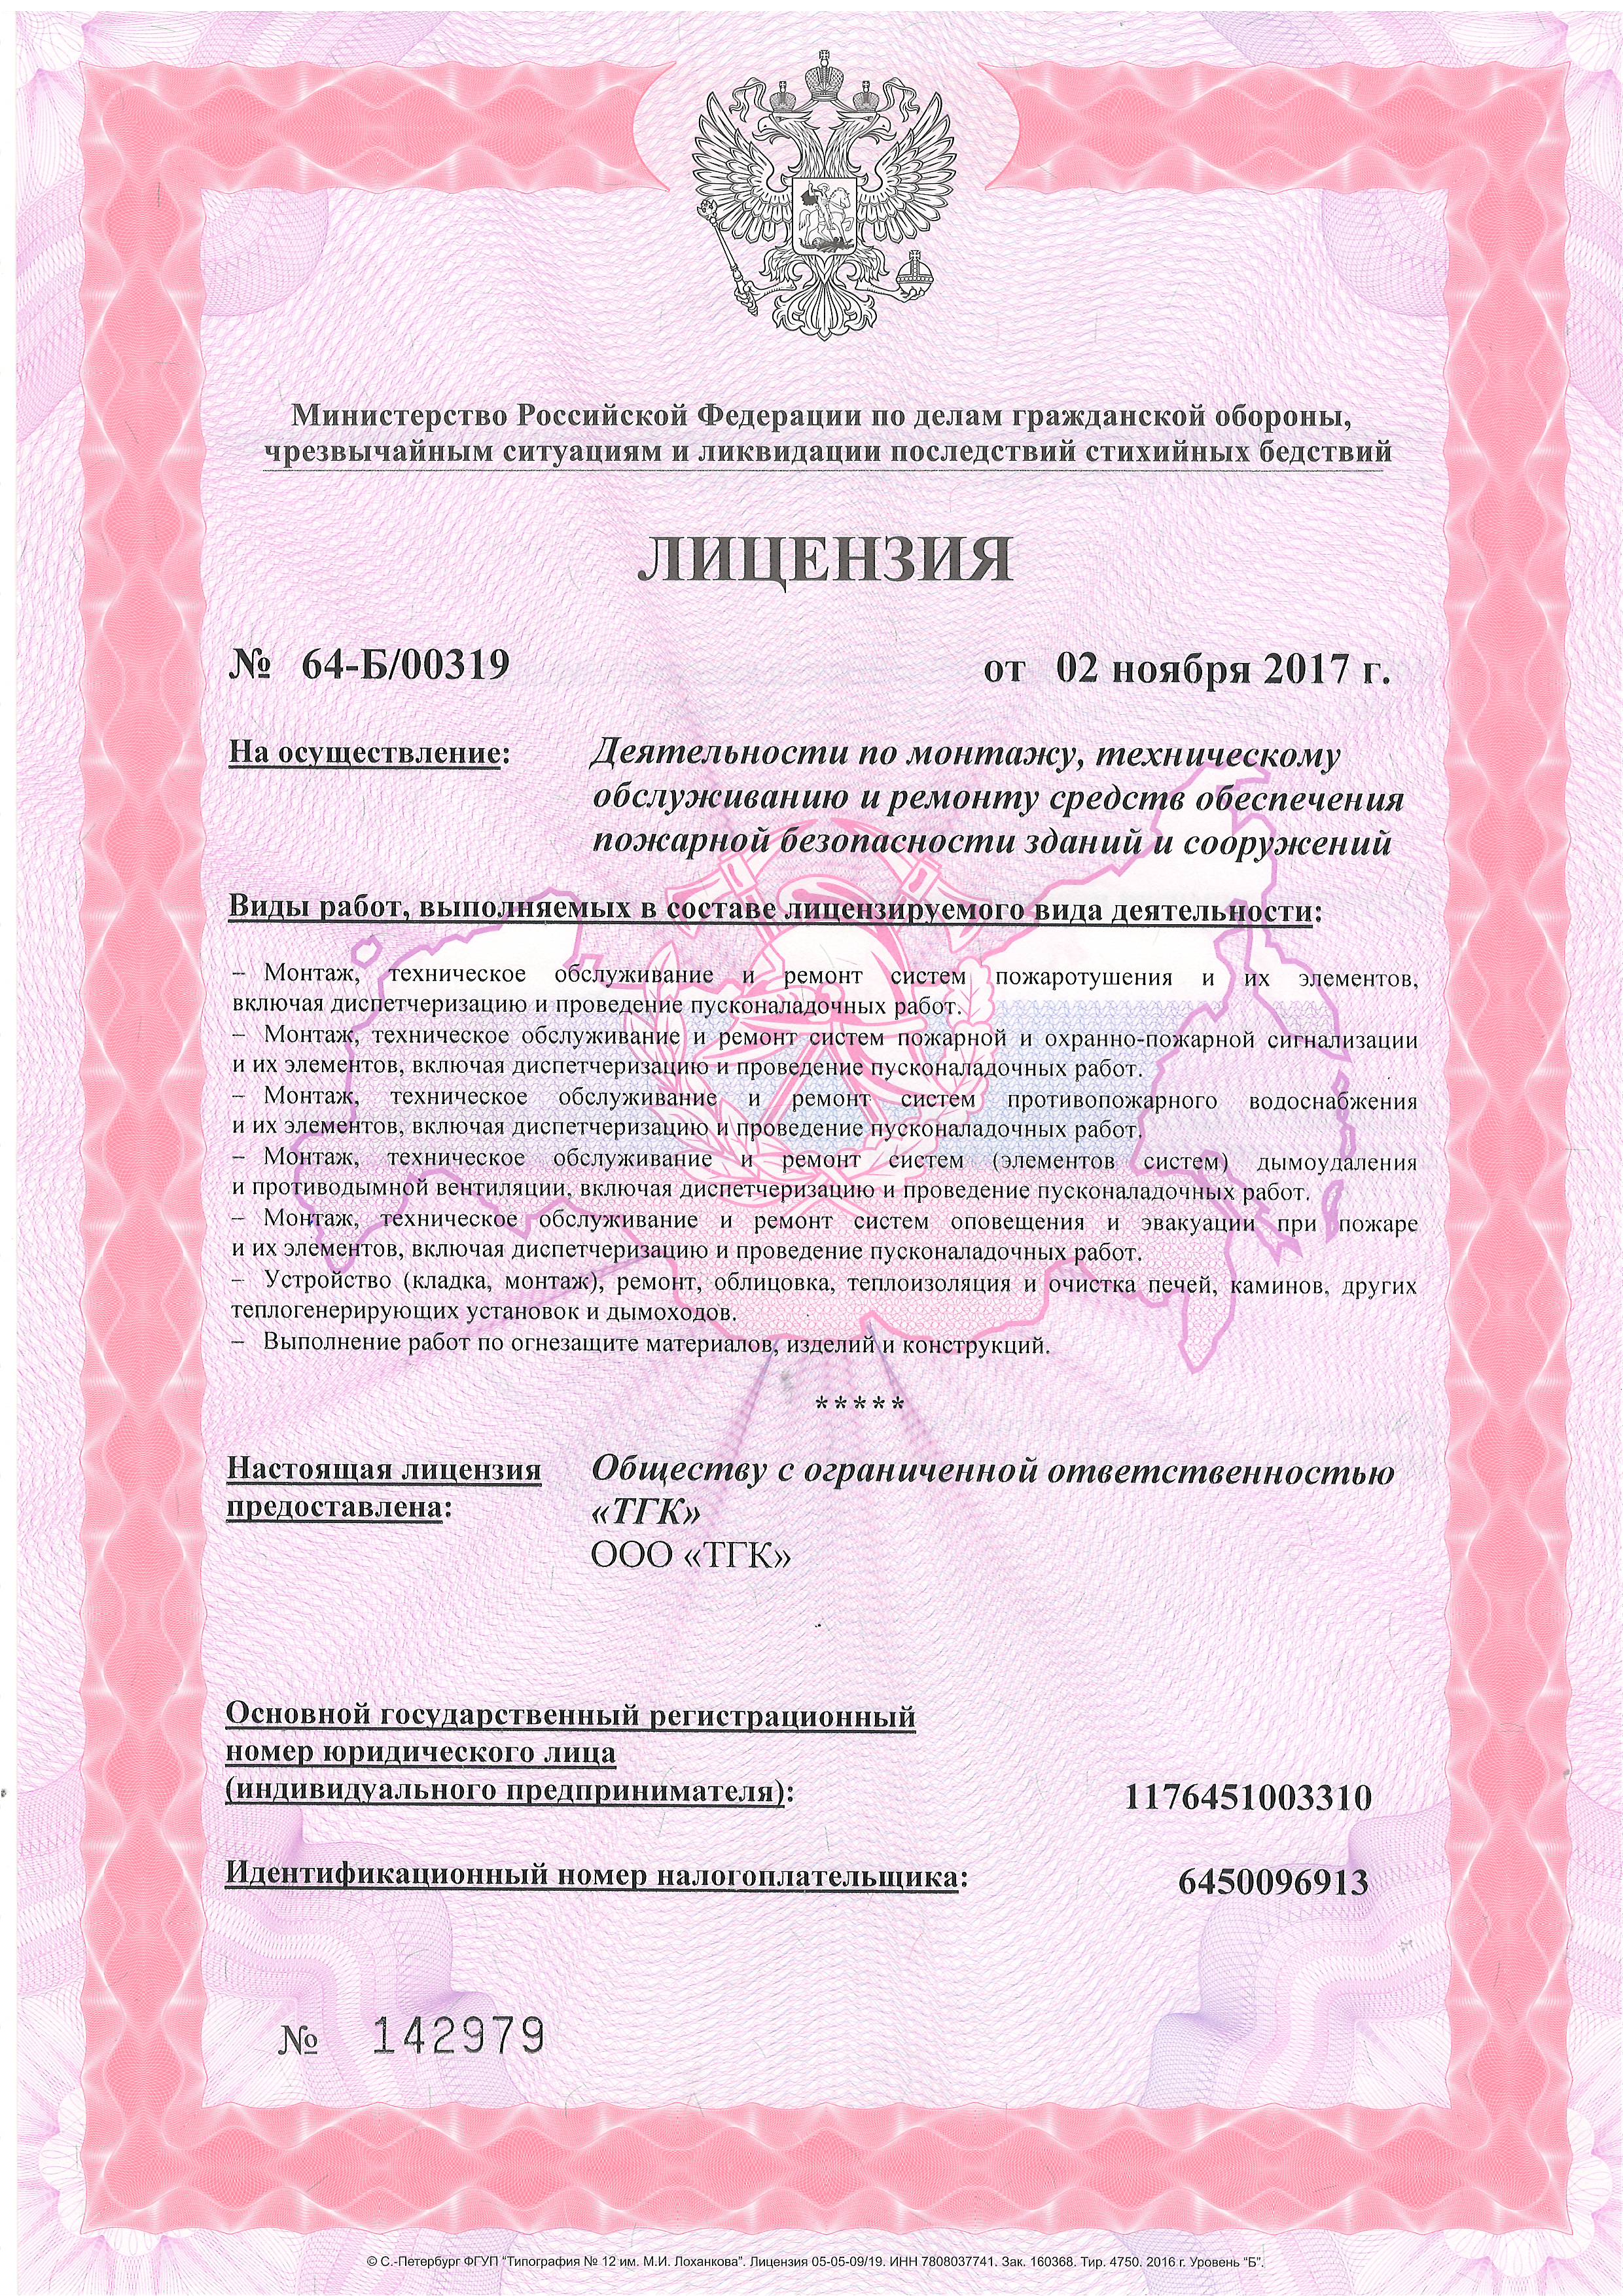 Министерство Российской Федерации по делам гражданской обороны,
чрезвычайным ситуациям и ликвидации последствий стихийных бедствий
ЛИЦЕНЗИЯ
№ 64-Б/00319 от 02 ноября 2017 г.
На осуществление: Деятельности по монтажу, техническому
обслуживанию и ремонту средств обеспечения
пожарной безопасности зданий и сооружений
Виды работ, выполняемых в составе лицензируемого вида деятельности:
– Монтаж, техническое обслуживание и ремонт систем пожаротушения и их элементов,
включая диспетчеризацию и проведение пусконаладочных работ.
– Монтаж, техническое обслуживание и ремонт систем пожарной и охранно-пожарной сигнализации
и их элементов, включая диспетчеризацию и проведение пусконаладочных работ.
– Монтаж, техническое обслуживание и ремонт систем противопожарного водоснабжения
и их элементов, включая диспетчеризацию и проведение пусконаладочных работ.
– Монтаж, техническое обслуживание и ремонт систем (элементов систем) дымоудаления
и противодымной вентиляции, включая диспетчеризацию и проведение пусконаладочных работ.
– Монтаж, техническое обслуживание и ремонт систем оповещения и эвакуации при пожаре
и их элементов, включая диспетчеризацию и проведение пусконаладочных работ.
– Устройство (кладка, монтаж), ремонт, облицовка, теплоизоляция и очистка печей, каминов, других
теплогенерирующих установок и дымоходов.
– Выполнение работ по огнезащите материалов, изделий и конструкций.
*****
Настоящая лицензия Обществу с ограниченной ответственностью
предоставлена: «ТГК»
ООО «ТГК»
Основной государственный регистрационный
номер юридического лица
(индивидуального предпринимателя): 1176451003310
Идентификационный номер налогоплательщика: 6450096913
№ 142979
© С.-Петербург ФГУП "Типография № 12 им. М.И. Лоханкова". Лицензия 05-05-09/19. ИНН 7808037741. Зак. 160368. Тир. 4750. 2016 г. Уровень "Б".